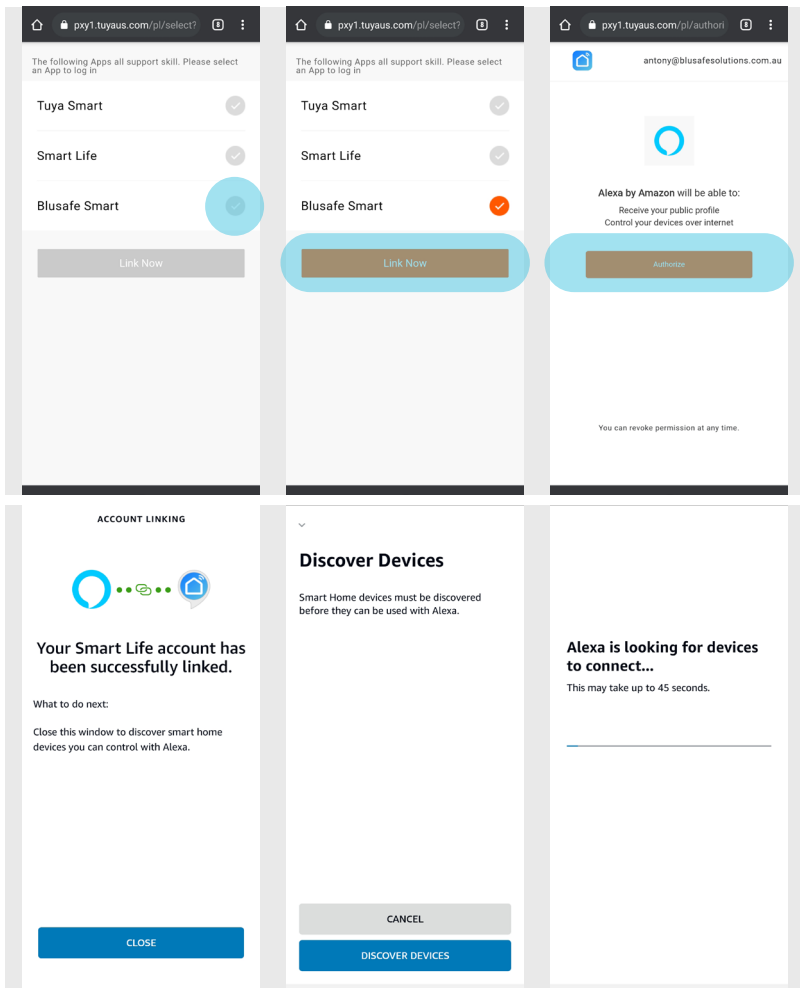 pxy1.tuyaus.com/pl/select?
8
The following Apps all support skill. Please select
an App to log in
Tuya Smart
Smart Life
Blusafe Smart
Link Now
pxy1.tuyaus.com/pl/select?
8
The following Apps all support skill. Please select
an App to log in
Tuya Smart
Smart Life
Blusafe Smart
Link Now
pxy1.tuyaus.com/pl/authori
8
antony@blusafesolutions.com.au
Alexa by Amazon will be able to:
Receive your public profile
Control your devices over internet
Authorize
You can revoke permission at any time.
ACCOUNT LINKING
Your Smart Life account has
been successfully linked.
What to do next:
Close this window to discover smart home
devices you can control with Alexa.
CLOSE
Discover Devices
Smart Home devices must be discovered
before they can be used with Alexa.
CANCEL
DISCOVER DEVICES
Alexa is looking for devices
to connect...
This may take up to 45 seconds.